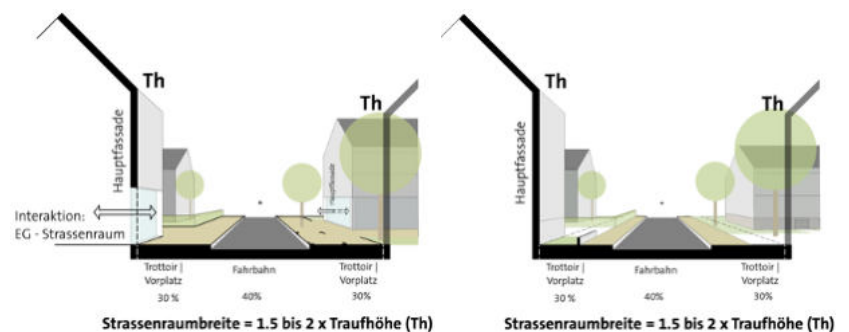 Th
Th
Hauptfassade
Hauptfassade
Interaktion:
EG - Strassenraum
Trottoir |
Vorplatz
30 %
Fahrbahn
40%
Trottoir |
Vorplatz
30%
Strassenraumbreite = 1.5 bis 2 x Traufhöhe (Th)
Th
Th
Hauptfassade
Trottoir |
Vorplatz
30 %
Fahrbahn
40%
Trottoir |
Vorplatz
30%
Strassenraumbreite = 1.5 bis 2 x Traufhöhe (Th)